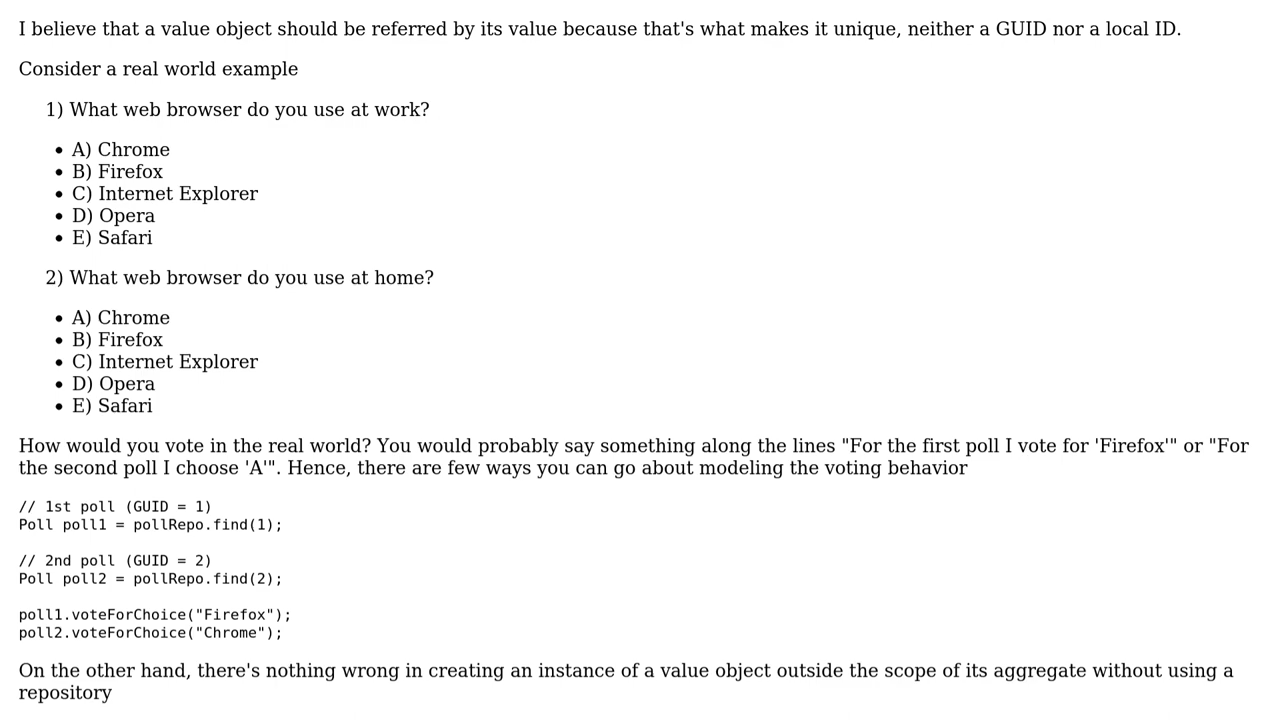 I believe that a value object should be referred by its value because that's what makes it unique, neither a GUID nor a local ID.
Consider a real world example
1) What web browser do you use at work?
• A) Chrome
• B) Firefox
• C) Internet Explorer
• D) Opera
• E) Safari
2) What web browser do you use at home?
• A) Chrome
• B) Firefox
• C) Internet Explorer
• D) Opera
• E) Safari
How would you vote in the real world? You would probably say something along the lines "For the first poll I vote for 'Firefox'" or "For
the second poll I choose 'A'". Hence, there are few ways you can go about modeling the voting behavior
// 1st poll (GUID = 1)
Poll poll1 = pollRepo.find(1);
// 2nd poll (GUID = 2)
Poll poll2 = pollRepo.find(2);
poll1.voteForChoice("Firefox");
poll2.voteForChoice("Chrome");
On the other hand, there's nothing wrong in creating an instance of a value object outside the scope of its aggregate without using a
repository